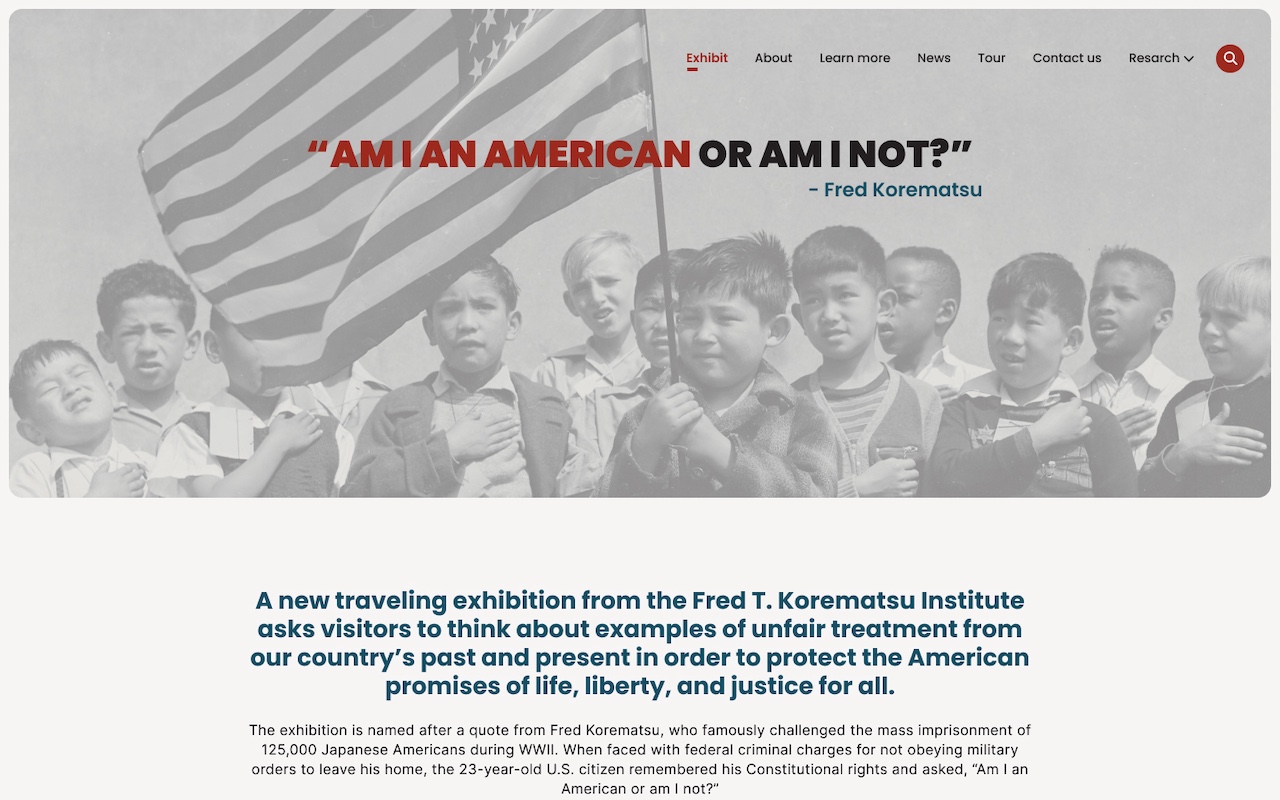 Exhibit About Learn more News Tour Contact us Resarch
“AM I AN AMERICAN OR AM I NOT?”
- Fred Korematsu
A new traveling exhibition from the Fred T. Korematsu Institute
asks visitors to think about examples of unfair treatment from
our country’s past and present in order to protect the American
promises of life, liberty, and justice for all.
The exhibition is named after a quote from Fred Korematsu, who famously challenged the mass imprisonment of
125,000 Japanese Americans during WWII. When faced with federal criminal charges for not obeying military
orders to leave his home, the 23-year-old U.S. citizen remembered his Constitutional rights and asked, “Am I an
American or am I not?”